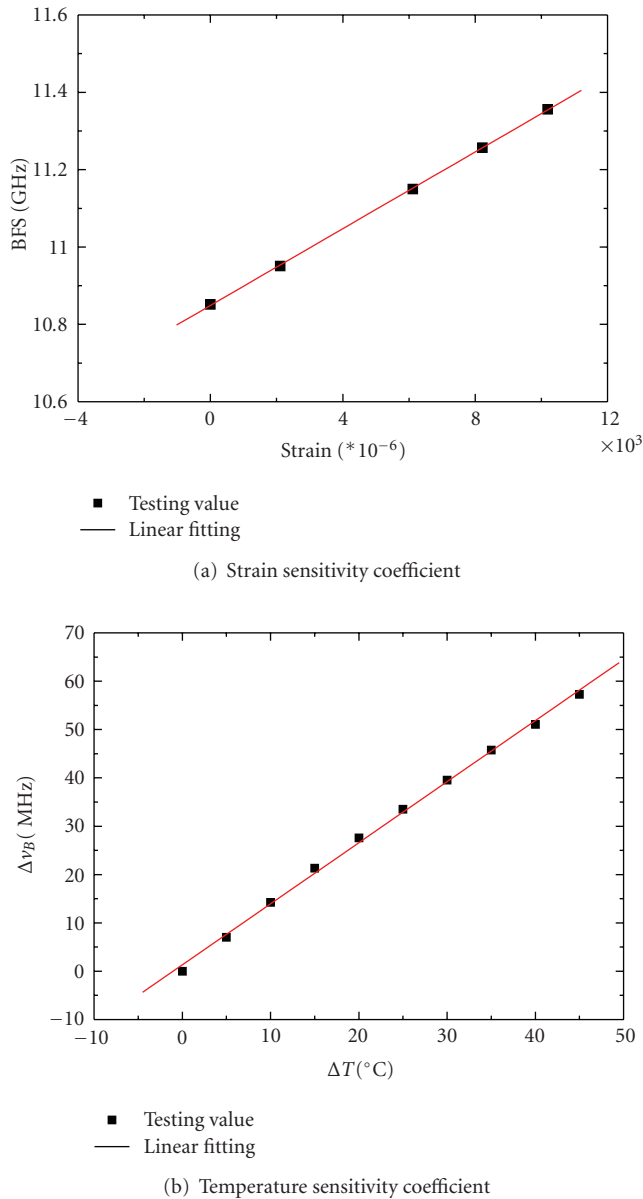 11.6
11.4
11.2
11
10.8
10.6
BFS (GHz)
−4
0
4
8
12
Strain (*10−6)
×10³
Testing value
Linear fitting
(a) Strain sensitivity coefficient
70
60
50
40
30
20
10
0
−10
ΔνB( MHz)
−10
0
10
20
30
40
50
ΔT(°C)
Testing value
Linear fitting
(b) Temperature sensitivity coefficient